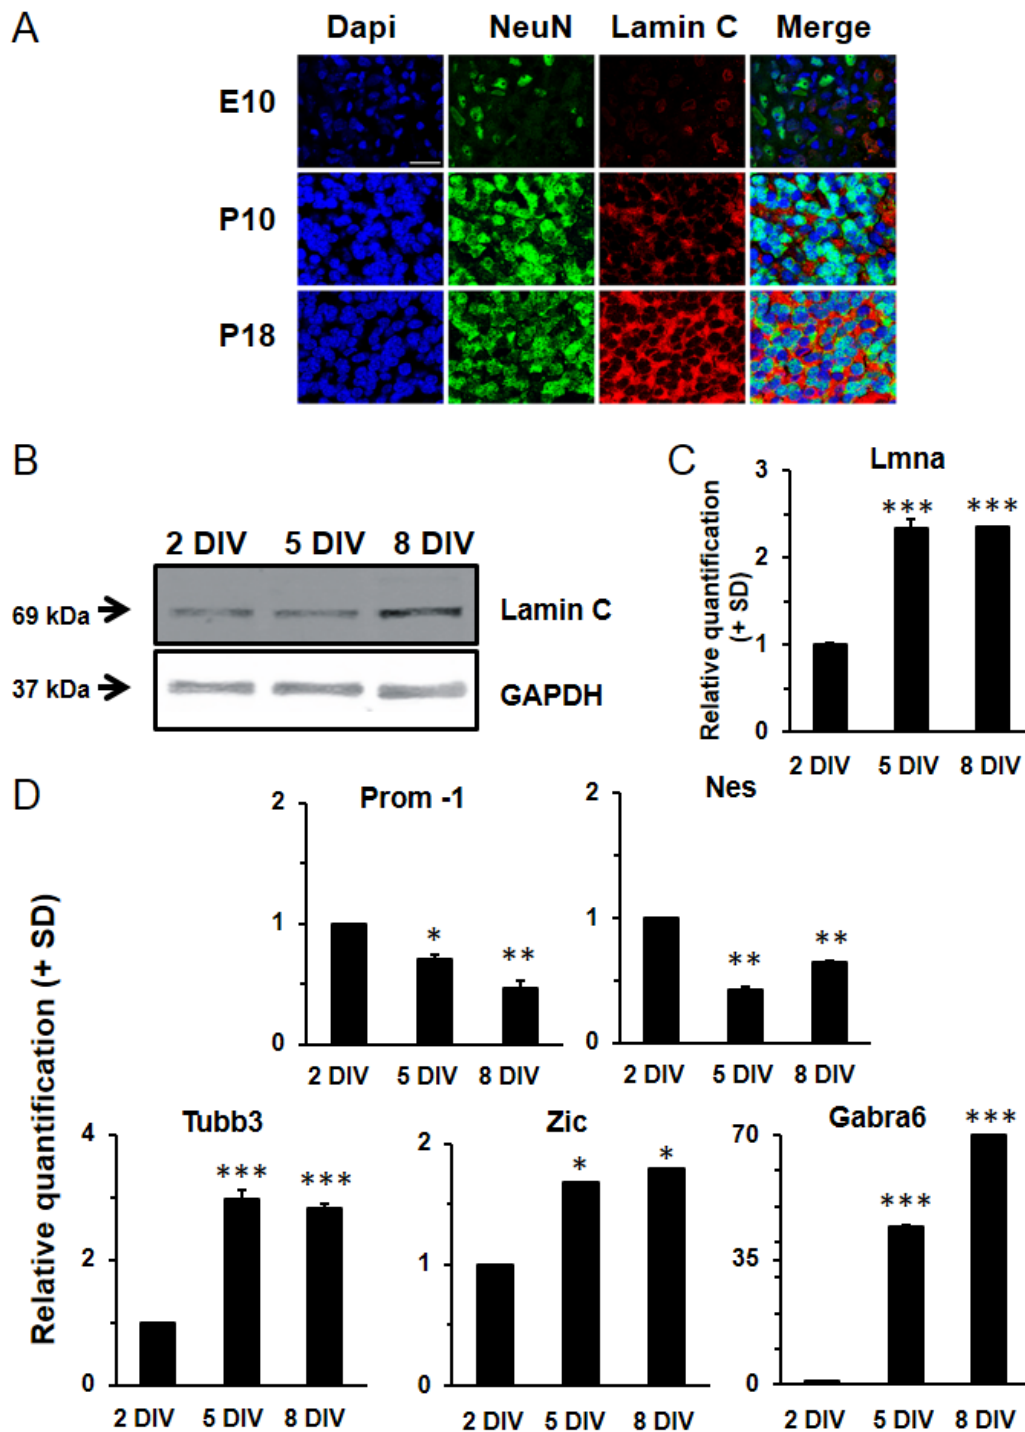 A
Dapi NeuN Lamin C Merge
E10
P10
P18
B
2 DIV 5 DIV 8 DIV
69 kDa Lamin C
37 kDa GAPDH
C
Lmna
Relative quantification
(+ SD)
3
2
1
0
*** ***
2 DIV 5 DIV 8 DIV
D
Relative quantification (+ SD)
Prom -1
2
1
0
* **
2 DIV 5 DIV 8 DIV
Nes
2
1
0
** **
2 DIV 5 DIV 8 DIV
Tubb3
4
2
0
*** ***
2 DIV 5 DIV 8 DIV
Zic
2
1
0
* *
2 DIV 5 DIV 8 DIV
Gabra6
70
35
0
*** ***
2 DIV 5 DIV 8 DIV